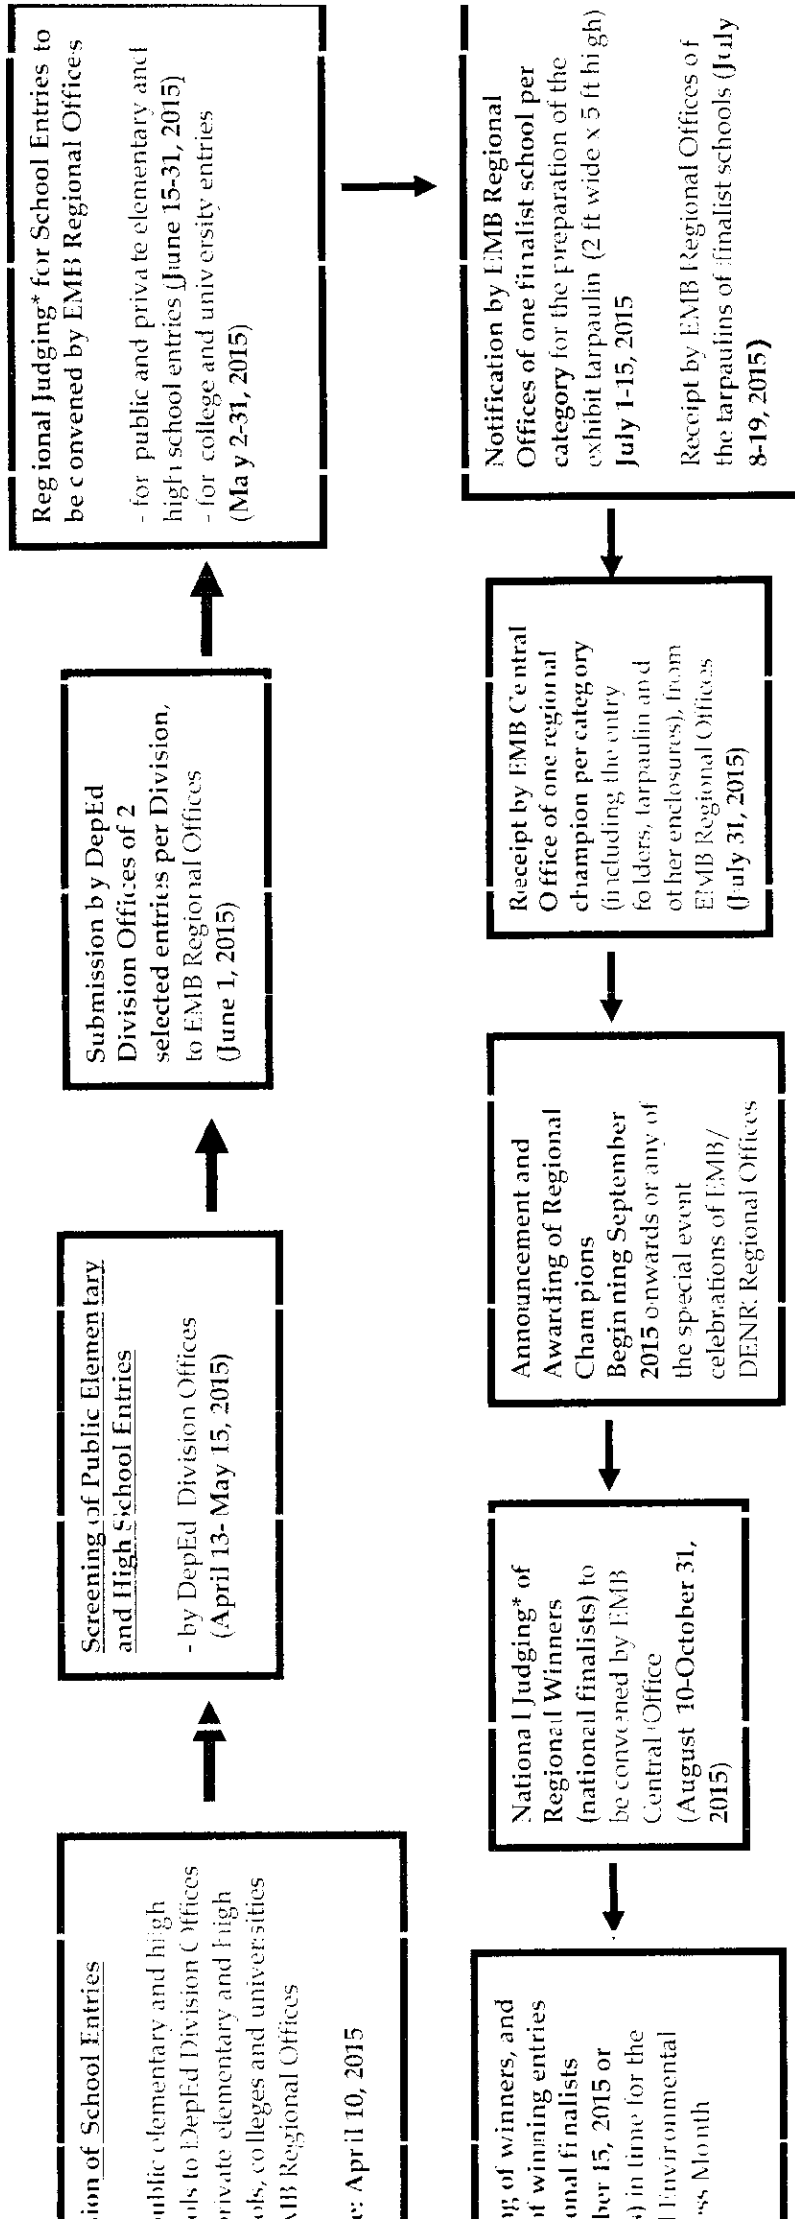 ion of School Entries
public elementary and high
ols to DepEd Division Offices
private elementary and high
ols, colleges and universities
MB Regional Offices
e: April 10, 2015
Screening of Public Elementary
and High School Entries
- by DepEd Division Offices
(April 13- May 15, 2015)
Submission by DepEd
Division Offices of 2
selected entries per Division,
to EMB Regional Offices
(June 1, 2015)
Regional Judging* for School Entries to
be convened by EMB Regional Offices
- for public and private elementary and
high school entries (June 15-31, 2015)
- for college and university entries
(May 2-31, 2015)
Notification by EMB Regional
Offices of one finalist school per
category for the preparation of the
exhibit tarpaulin (2 ft wide x 5 ft high)
July 1-15, 2015
Receipt by EMB Regional Offices of
the tarpaulins of finalist schools (July
8-19, 2015)
Receipt by EMB Central
Office of one regional
champion per category
(including the entry
folders, tarpaulin and
other enclosures), from
EMB Regional Offices
(July 31, 2015)
Announcement and
Awarding of Regional
Champions
Beginning September
2015 onwards or any of
the special event
celebrations of EMB/
DENR Regional Offices
National Judging* of
Regional Winners
(national finalists) to
be convened by EMB
Central Office
(August 10-October 31,
2015)
ng of winners, and
of winning entries
onal finalists
ber 15, 2015 or
s) in time for the
l Environmental
ss Month